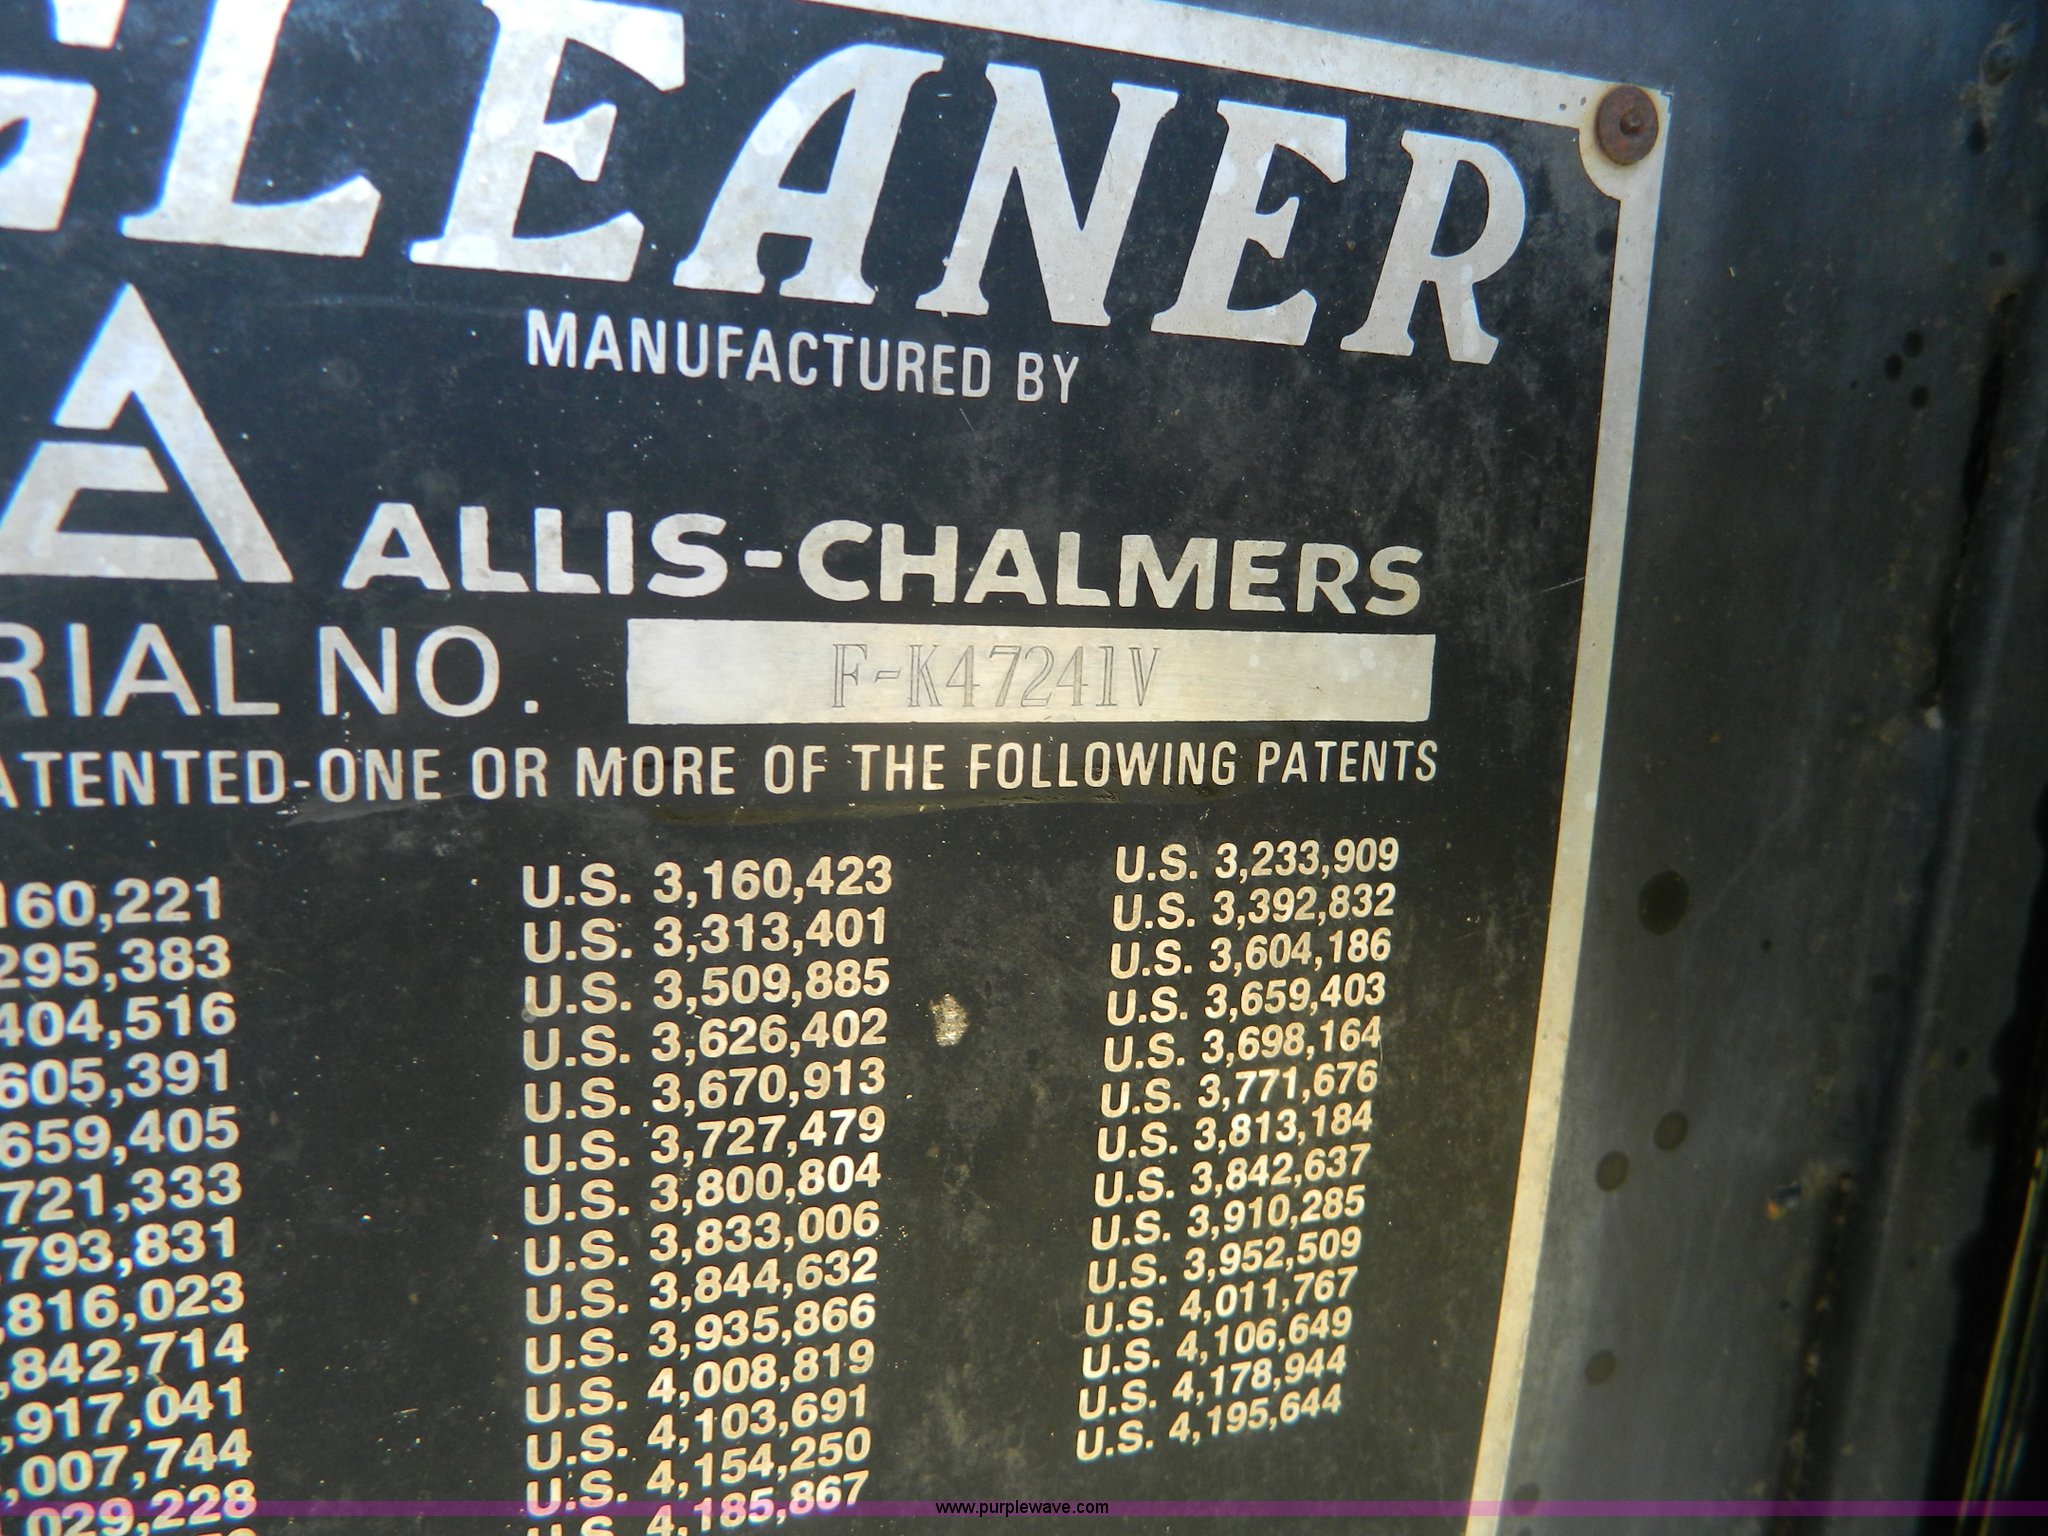 GLEANER
MANUFACTURED BY
ALLIS-CHALMERS
RIAL NO. F-K47241V
ATENTED-ONE OR MORE OF THE FOLLOWING PATENTS
160,221 U.S. 3,160,423 U.S. 3,233,909
295,383 U.S. 3,313,401 U.S. 3,392,832
404,516 U.S. 3,509,885 U.S. 3,604,186
605,391 U.S. 3,626,402 U.S. 3,659,403
659,405 U.S. 3,670,913 U.S. 3,698,164
721,333 U.S. 3,727,479 U.S. 3,771,676
,793,831 U.S. 3,800,804 U.S. 3,813,184
,816,023 U.S. 3,833,006 U.S. 3,842,637
,842,714 U.S. 3,844,632 U.S. 3,910,285
,917,041 U.S. 3,935,866 U.S. 3,952,509
,007,744 U.S. 4,008,819 U.S. 4,011,767
029,228 U.S. 4,103,691 U.S. 4,106,649
U.S. 4,154,250 U.S. 4,178,944
U.S. 4,185,867 U.S. 4,195,644
www.purplewave.com